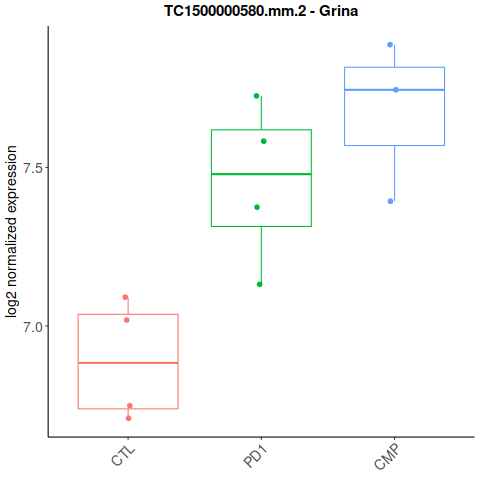 TC1500000580.mm.2 - Grina
log2 normalized expression
7.5
7.0
CTL
PD1
CMP